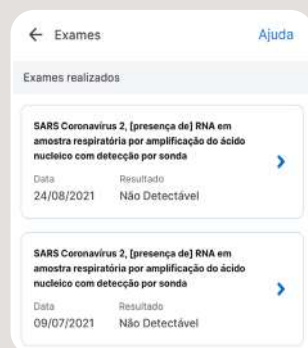 Exames Ajuda
Exames realizados
SARS Coronavírus 2, [presença de] RNA em
amostra respiratória por amplificação do ácido
nucleico com detecção por sonda
Data Resultado
24/08/2021 Não Detectável
SARS Coronavírus 2, [presença de] RNA em
amostra respiratória por amplificação do ácido
nucleico com detecção por sonda
Data Resultado
09/07/2021 Não Detectável